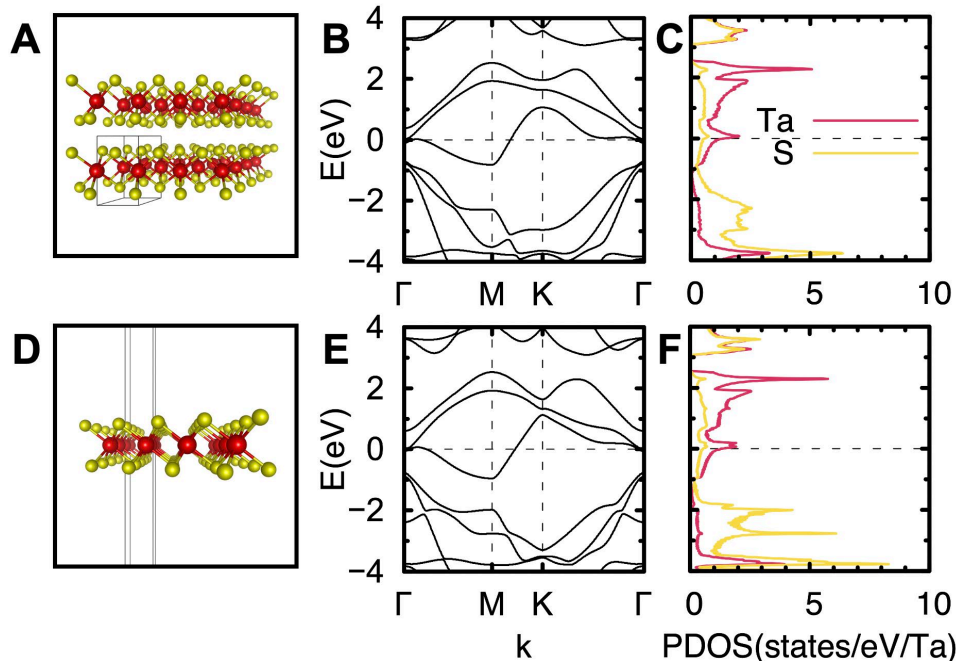 A
B
C
E(eV)
4
2
0
−2
−4
Γ M K Γ
Ta
S
0 5 10
D
E
F
E(eV)
4
2
0
−2
−4
Γ M K Γ
k
0 5 10
PDOS(states/eV/Ta)